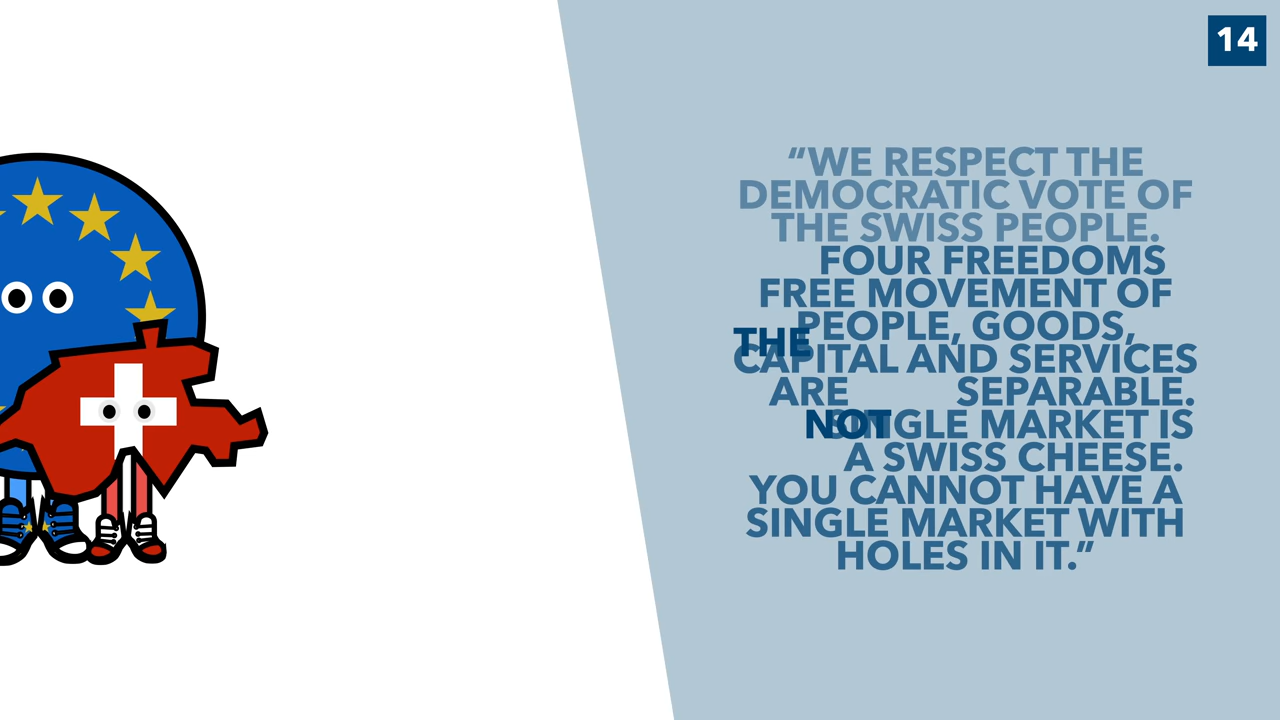 14
“WE RESPECT THE
DEMOCRATIC VOTE OF
THE SWISS PEOPLE.
FOUR FREEDOMS
FREE MOVEMENT OF
PEOPLE, GOODS,
THE
CAPITAL AND SERVICES
ARE SEPARABLE.
NOT
SINGLE MARKET IS
A SWISS CHEESE.
YOU CANNOT HAVE A
SINGLE MARKET WITH
HOLES IN IT.”